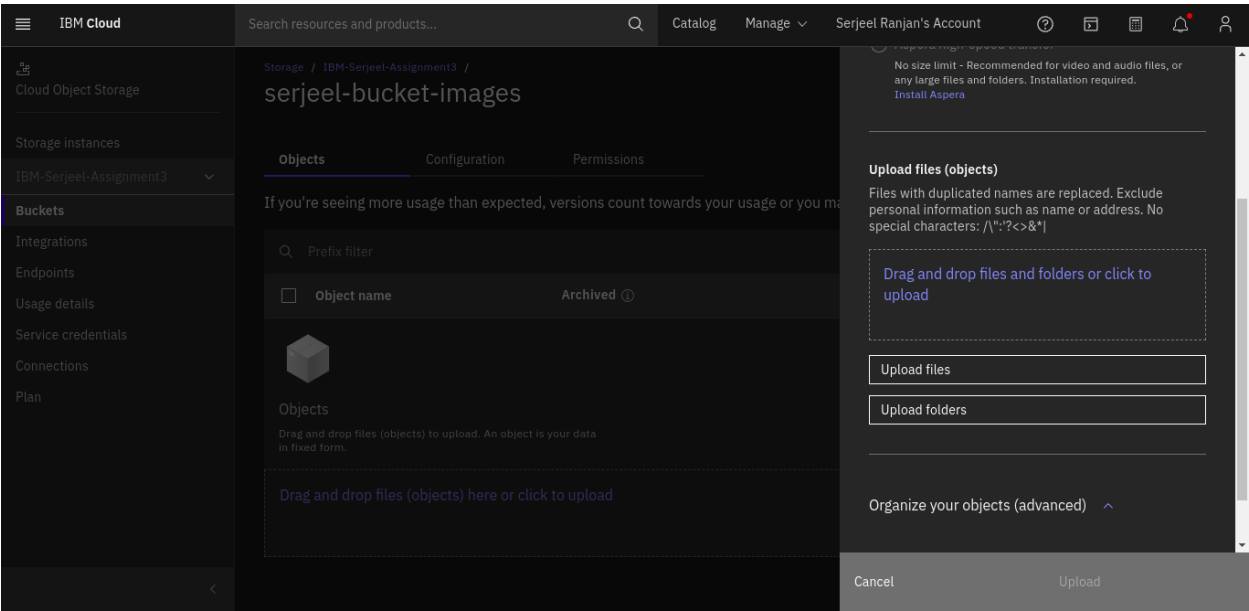 IBM Cloud
Search resources and products...
Catalog
Manage
Serjeel Ranjan's Account
Cloud Object Storage
Storage instances
IBM-Serjeel-Assignment3
Buckets
Integrations
Endpoints
Usage details
Service credentials
Connections
Plan
Storage / IBM-Serjeel-Assignment3 /
serjeel-bucket-images
Objects
Configuration
Permissions
If you're seeing more usage than expected, versions count towards your usage or you ma
Prefix filter
Object name
Archived
Objects
Drag and drop files (objects) to upload. An object is your data
in fixed form.
Drag and drop files (objects) here or click to upload
Aspera high-speed transfer
No size limit - Recommended for video and audio files, or
any large files and folders. Installation required.
Install Aspera
Upload files (objects)
Files with duplicated names are replaced. Exclude
personal information such as name or address. No
special characters: /\":'?<>&*|
Drag and drop files and folders or click to
upload
Upload files
Upload folders
Organize your objects (advanced)
Cancel
Upload